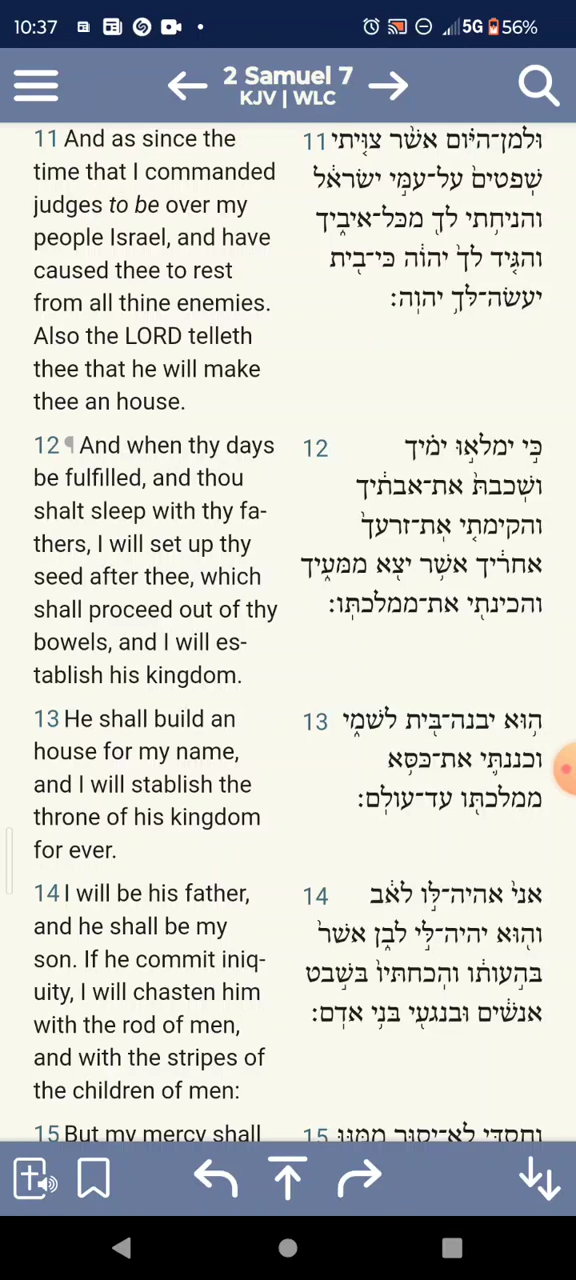 10:37
5G 56%
2 Samuel 7
KJV | WLC
11 And as since the
time that I commanded
judges to be over my
people Israel, and have
caused thee to rest
from all thine enemies.
Also the LORD telleth
thee that he will make
thee an house.
11 וּלְמִן־הַיּ֗וֹם אֲשֶׁ֨ר צִוִּ֤יתִי
שֹֽׁפְטִים֙ עַל־עַמִּ֣י יִשְׂרָאֵ֔ל
וַהֲנִיחֹ֥תִי לְךָ֖ מִכָּל־אֹיְבֶ֑יךָ
וְהִגִּ֤יד לְךָ֙ יְהוָ֔ה כִּי־בַ֖יִת
יַעֲשֶׂה־לְּךָ֥ יְהוָֽה׃
12 ¶ And when thy days
be fulfilled, and thou
shalt sleep with thy fa-
thers, I will set up thy
seed after thee, which
shall proceed out of thy
bowels, and I will es-
tablish his kingdom.
12 כִּ֣י יִמְלְא֣וּ יָמֶ֗יךָ
וְשָֽׁכַבְתָּ֙ אֶת־אֲבֹתֶ֔יךָ
וַהֲקִימֹתִ֤י אֶֽת־זַרְעֲךָ֙
אַחֲרֶ֔יךָ אֲשֶׁ֥ר יֵצֵ֖א מִמֵּעֶ֑יךָ
וַהֲכִינֹתִ֖י אֶת־מַמְלַכְתּֽוֹ׃
13 He shall build an
house for my name,
and I will stablish the
throne of his kingdom
for ever.
13 ה֥וּא יִבְנֶה־בַּ֖יִת לִשְׁמִ֑י
וְכֹנַנְתִּ֛י אֶת־כִּסֵּ֥א
מַמְלַכְתּ֖וֹ עַד־עוֹלָֽם׃
14 I will be his father,
and he shall be my
son. If he commit iniq-
uity, I will chasten him
with the rod of men,
and with the stripes of
the children of men:
14 אֲנִי֙ אֶהְיֶה־לּ֣וֹ לְאָ֔ב
וְה֖וּא יִהְיֶה־לִּ֣י לְבֵ֑ן אֲשֶׁר֙
בְּהַ֣עֲוֺת֔וֹ וְהֹֽכַחְתִּיו֙ בְּשֵׁ֣בֶט
אֲנָשִׁ֔ים וּבְנִגְעֵ֖י בְּנֵ֥י אָדָֽם׃
15 But my mercy shall
15 וְחַסְדִּ֖י לֹא־יָס֣וּר מִמֶּ֑נּוּ